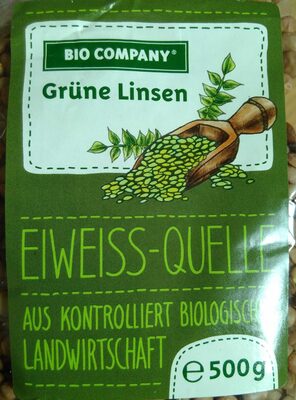 BIO COMPANY®
Grüne Linsen
EIWEISS-QUELLE
AUS KONTROLLIERT BIOLOGISCHER
LANDWIRTSCHAFT
℮ 500g